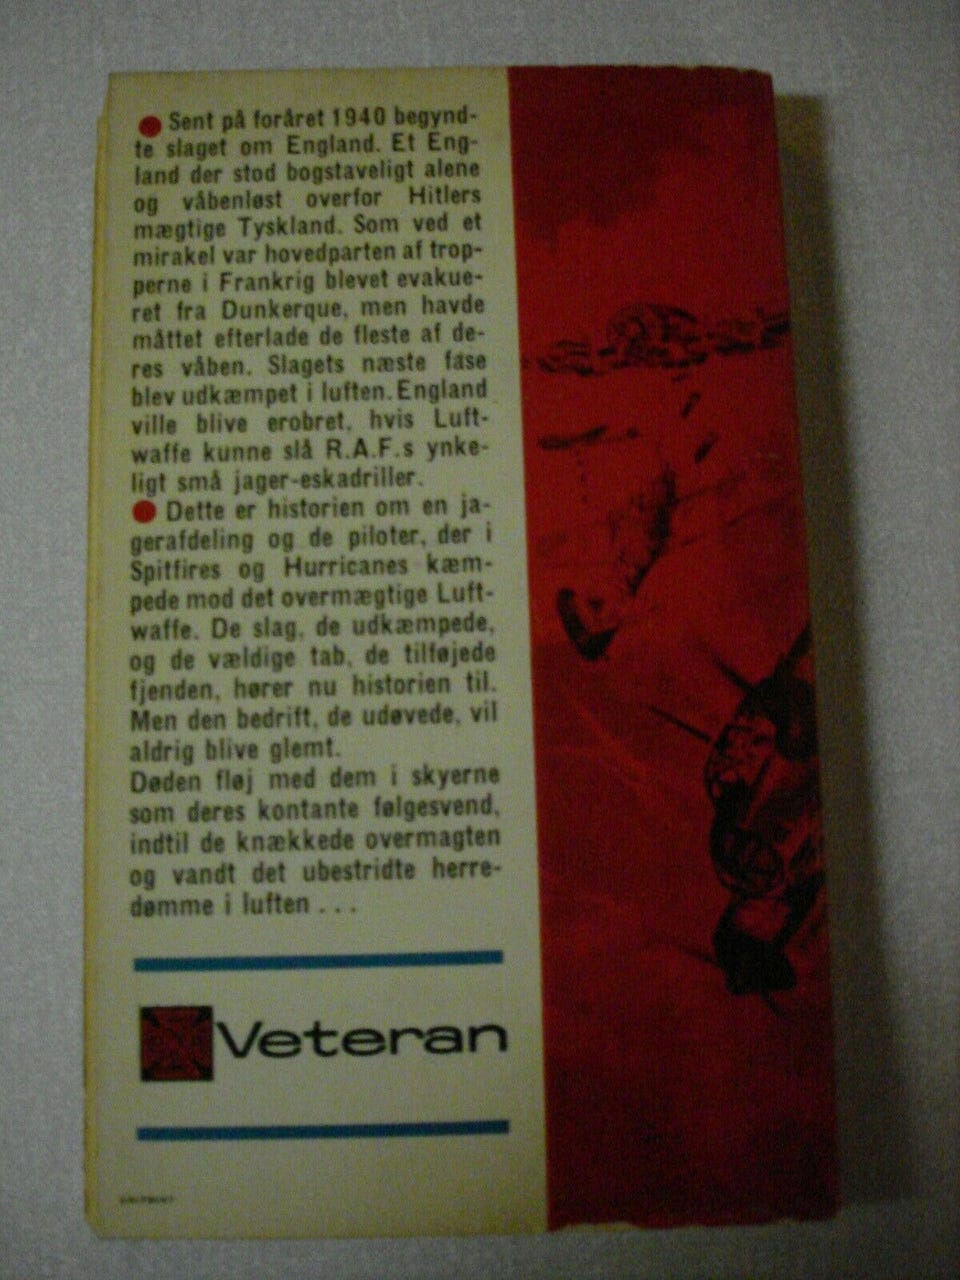 ● Sent på foråret 1940 begynd-
te slaget om England. Et Eng-
land der stod bogstaveligt alene
og våbenløst overfor Hitlers
mægtige Tyskland. Som ved et
mirakel var hovedparten af trop-
perne i Frankrig blevet evakue-
ret fra Dunkerque, men havde
måttet efterlade de fleste af de-
res våben. Slagets næste fase
blev udkæmpet i luften. England
ville blive erobret, hvis Luft-
waffe kunne slå R.A.F.s ynke-
ligt små jager-eskadriller.
● Dette er historien om en ja-
gerafdeling og de piloter, der i
Spitfires og Hurricanes kæm-
pede mod det overmægtige Luft-
waffe. De slag, de udkæmpede,
og de vældige tab, de tilføjede
fjenden, hører nu historien til.
Men den bedrift, de udøvede, vil
aldrig blive glemt.
Døden fløj med dem i skyerne
som deres kontante følgesvend,
indtil de knækkede overmagten
og vandt det ubestridte herre-
dømme i luften . . .
Veteran